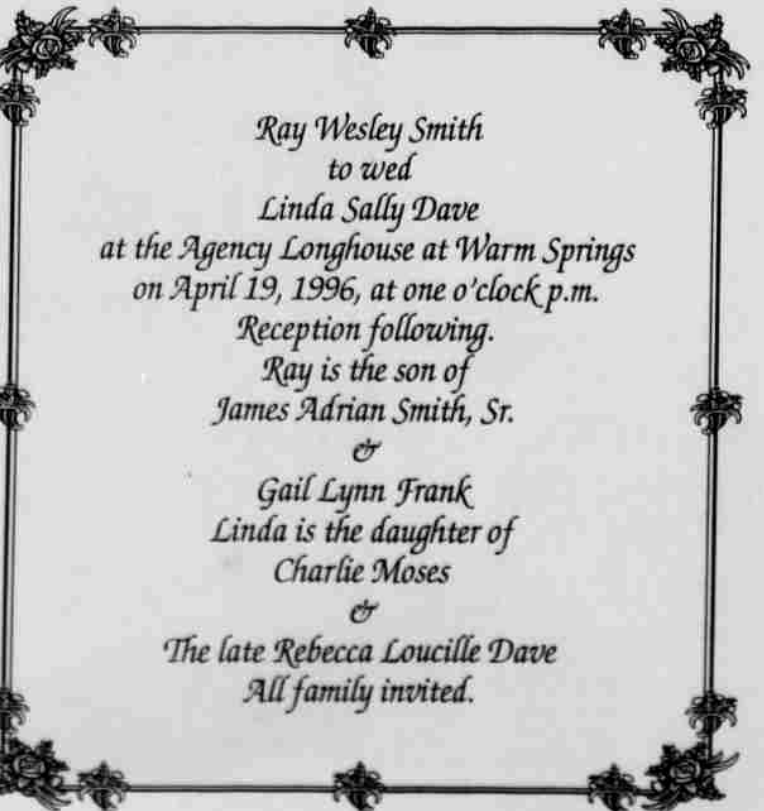 Ray Wesley Smith
to wed
Linda Sally Dave
at the Agency Longhouse at Warm Springs
on April 19, 1996, at one o'clock p.m.
Reception following.
Ray is the son of
James Adrian Smith, Sr.
&
Gail Lynn Frank
Linda is the daughter of
Charlie Moses
&
The late Rebecca Loucille Dave
All family invited.